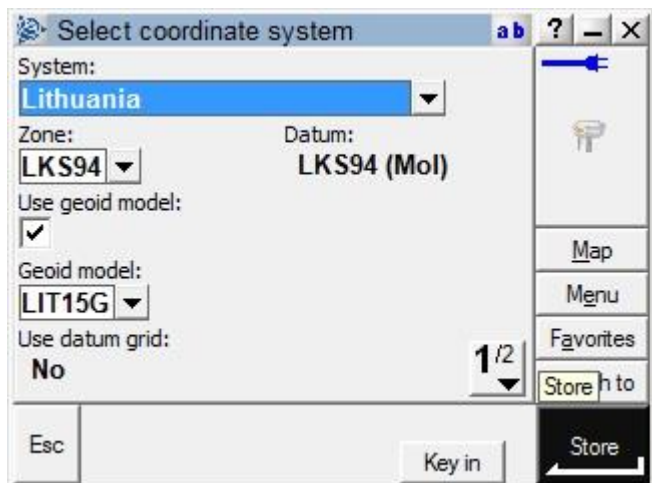 Select coordinate system ab ?
System:
Lithuania
Zone: Datum:
LKS94 LKS94 (Mol)
Use geoid model:
Geoid model:
LIT15G
Use datum grid:
No
1/2
Map
Menu
Favorites
Store h to
Esc
Key in
Store